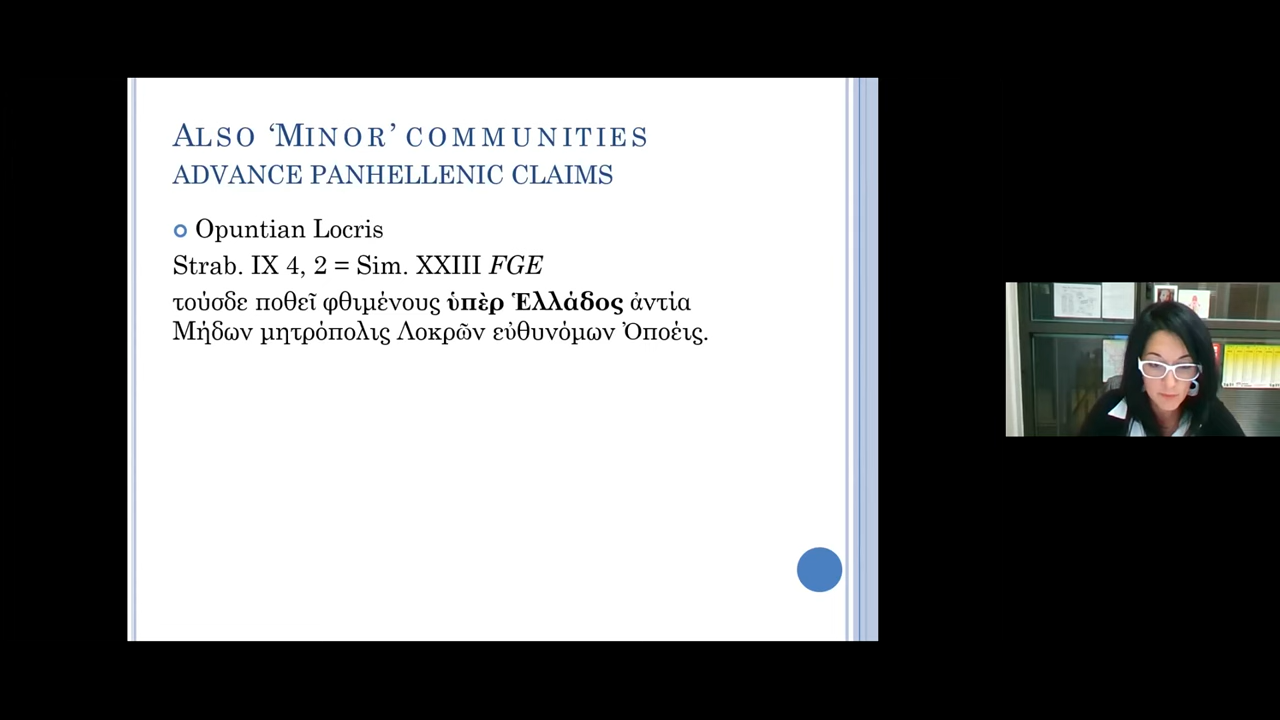 ALSO ‘MINOR’ COMMUNITIES
ADVANCE PANHELLENIC CLAIMS
Opuntian Locris
Strab. IX 4, 2 = Sim. XXIII FGE
τούσδε ποθεῖ φθιμένους ὑπὲρ Ἑλλάδος ἀντία
Μήδων μητρόπολις Λοκρῶν εὐθυνόμων Ὀπόεις.